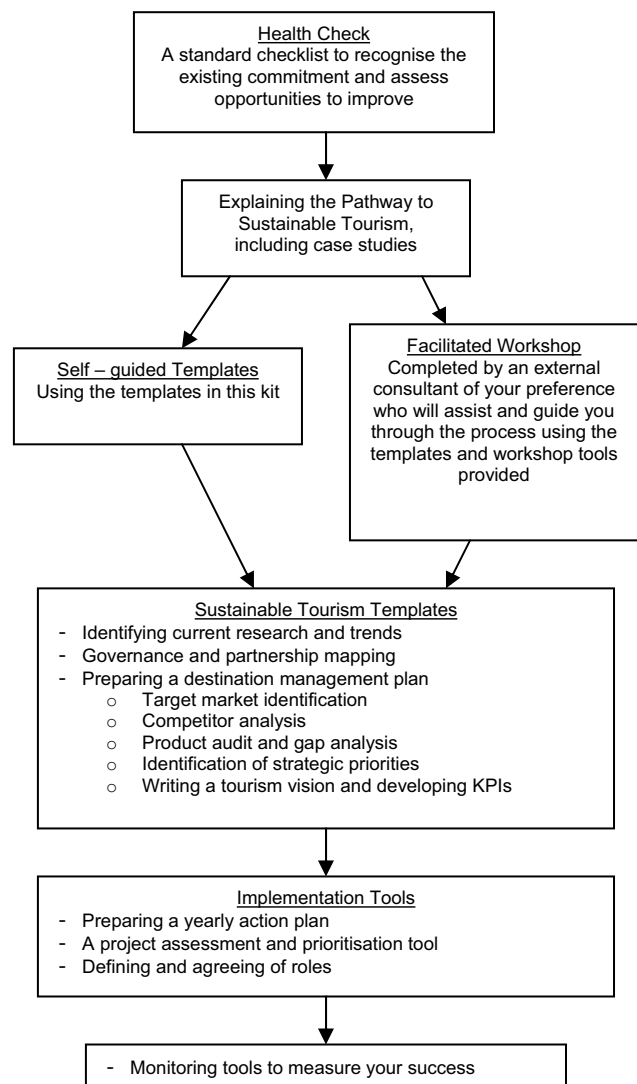 Health Check
A standard checklist to recognise the
existing commitment and assess
opportunities to improve
Explaining the Pathway to
Sustainable Tourism,
including case studies
Self – guided Templates
Using the templates in this kit
Facilitated Workshop
Completed by an external
consultant of your preference
who will assist and guide you
through the process using the
templates and workshop tools
provided
Sustainable Tourism Templates
- Identifying current research and trends
- Governance and partnership mapping
- Preparing a destination management plan
o Target market identification
o Competitor analysis
o Product audit and gap analysis
o Identification of strategic priorities
o Writing a tourism vision and developing KPIs
Implementation Tools
- Preparing a yearly action plan
- A project assessment and prioritisation tool
- Defining and agreeing of roles
- Monitoring tools to measure your success